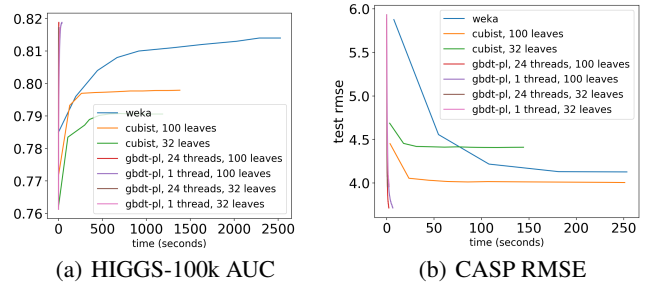 0.82
0.81
0.80
0.79
0.78
0.77
0.76
weka
cubist, 100 leaves
cubist, 32 leaves
gbdt-pl, 24 threads, 100 leaves
gbdt-pl, 1 thread, 100 leaves
gbdt-pl, 24 threads, 32 leaves
gbdt-pl, 1 thread, 32 leaves
0 500 1000 1500 2000 2500
time (seconds)
(a) HIGGS-100k AUC
test rmse
6.0
5.5
5.0
4.5
4.0
weka
cubist, 100 leaves
cubist, 32 leaves
gbdt-pl, 24 threads, 100 leaves
gbdt-pl, 1 thread, 100 leaves
gbdt-pl, 24 threads, 32 leaves
gbdt-pl, 1 thread, 32 leaves
0 50 100 150 200 250
time (seconds)
(b) CASP RMSE